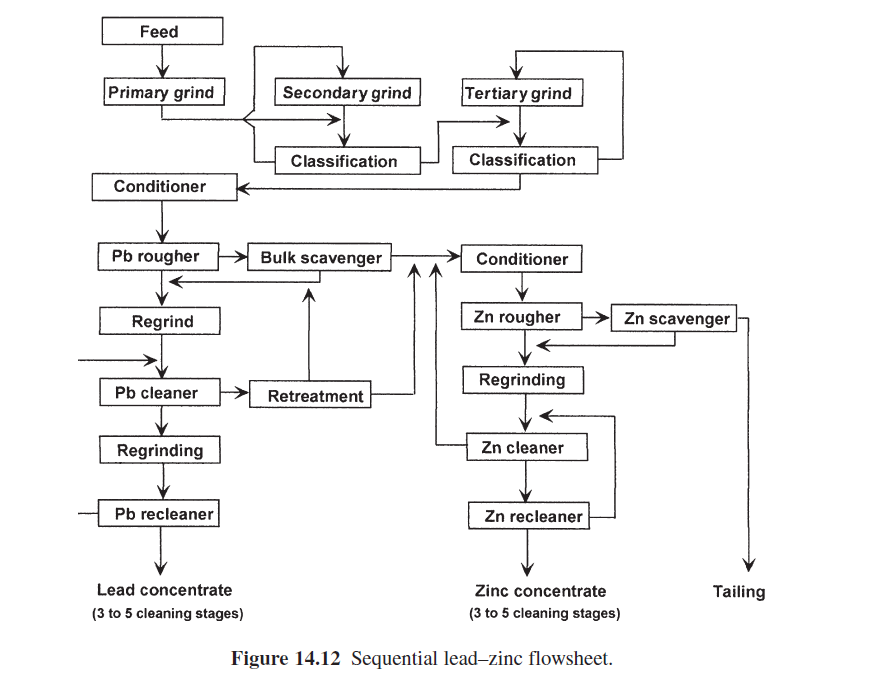 Feed
Primary grind
Secondary grind
Tertiary grind
Classification
Classification
Conditioner
Pb rougher
Bulk scavenger
Conditioner
Regrind
Zn rougher
Zn scavenger
Pb cleaner
Retreatment
Regrinding
Regrinding
Zn cleaner
Pb recleaner
Zn recleaner
Lead concentrate
(3 to 5 cleaning stages)
Zinc concentrate
(3 to 5 cleaning stages)
Tailing
Figure 14.12 Sequential lead–zinc flowsheet.